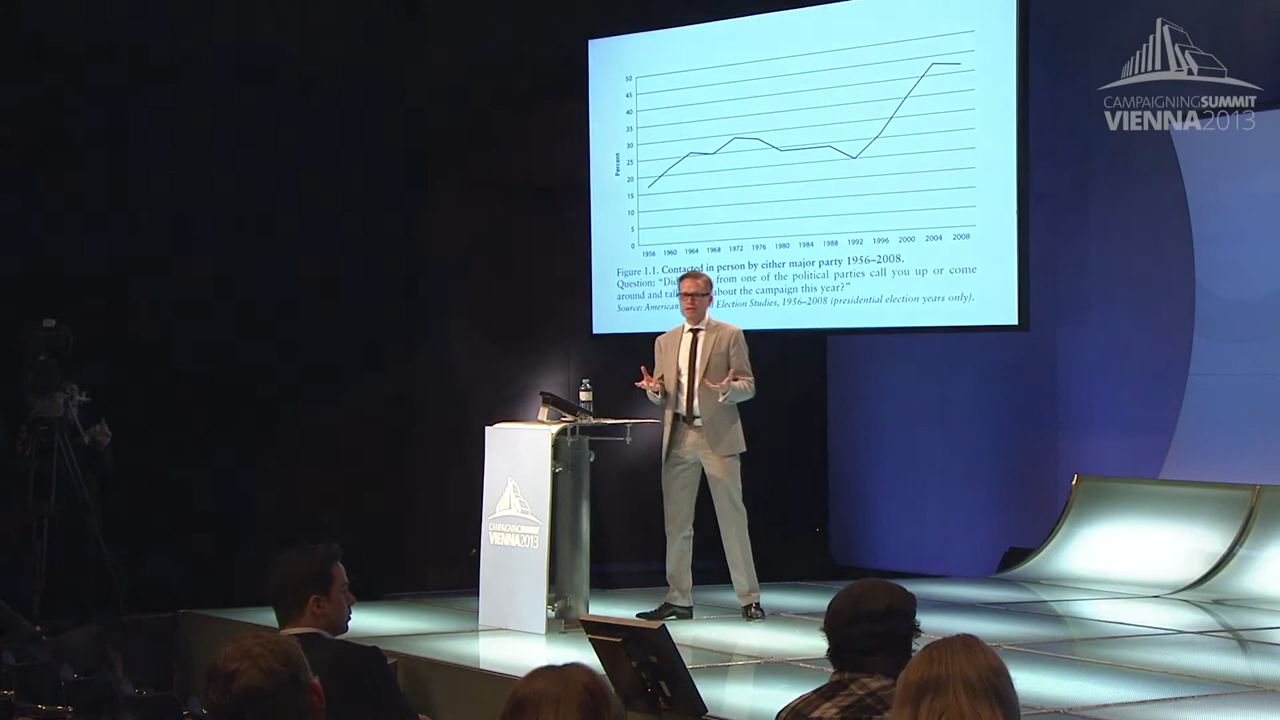 CAMPAIGNINGSUMMIT
VIENNA2013
50
45
40
35
30
25
20
15
10
5
0
Percent
1956 1960 1964 1968 1972 1976 1980 1984 1988 1992 1996 2000 2004 2008
Figure 1.1. Contacted in person by either major party 1956–2008.
Question: “Did from one of the political parties call you up or come
around and talk about the campaign this year?”
Source: American Election Studies, 1956–2008 (presidential election years only).
CAMPAIGNINGSUMMIT
VIENNA2013